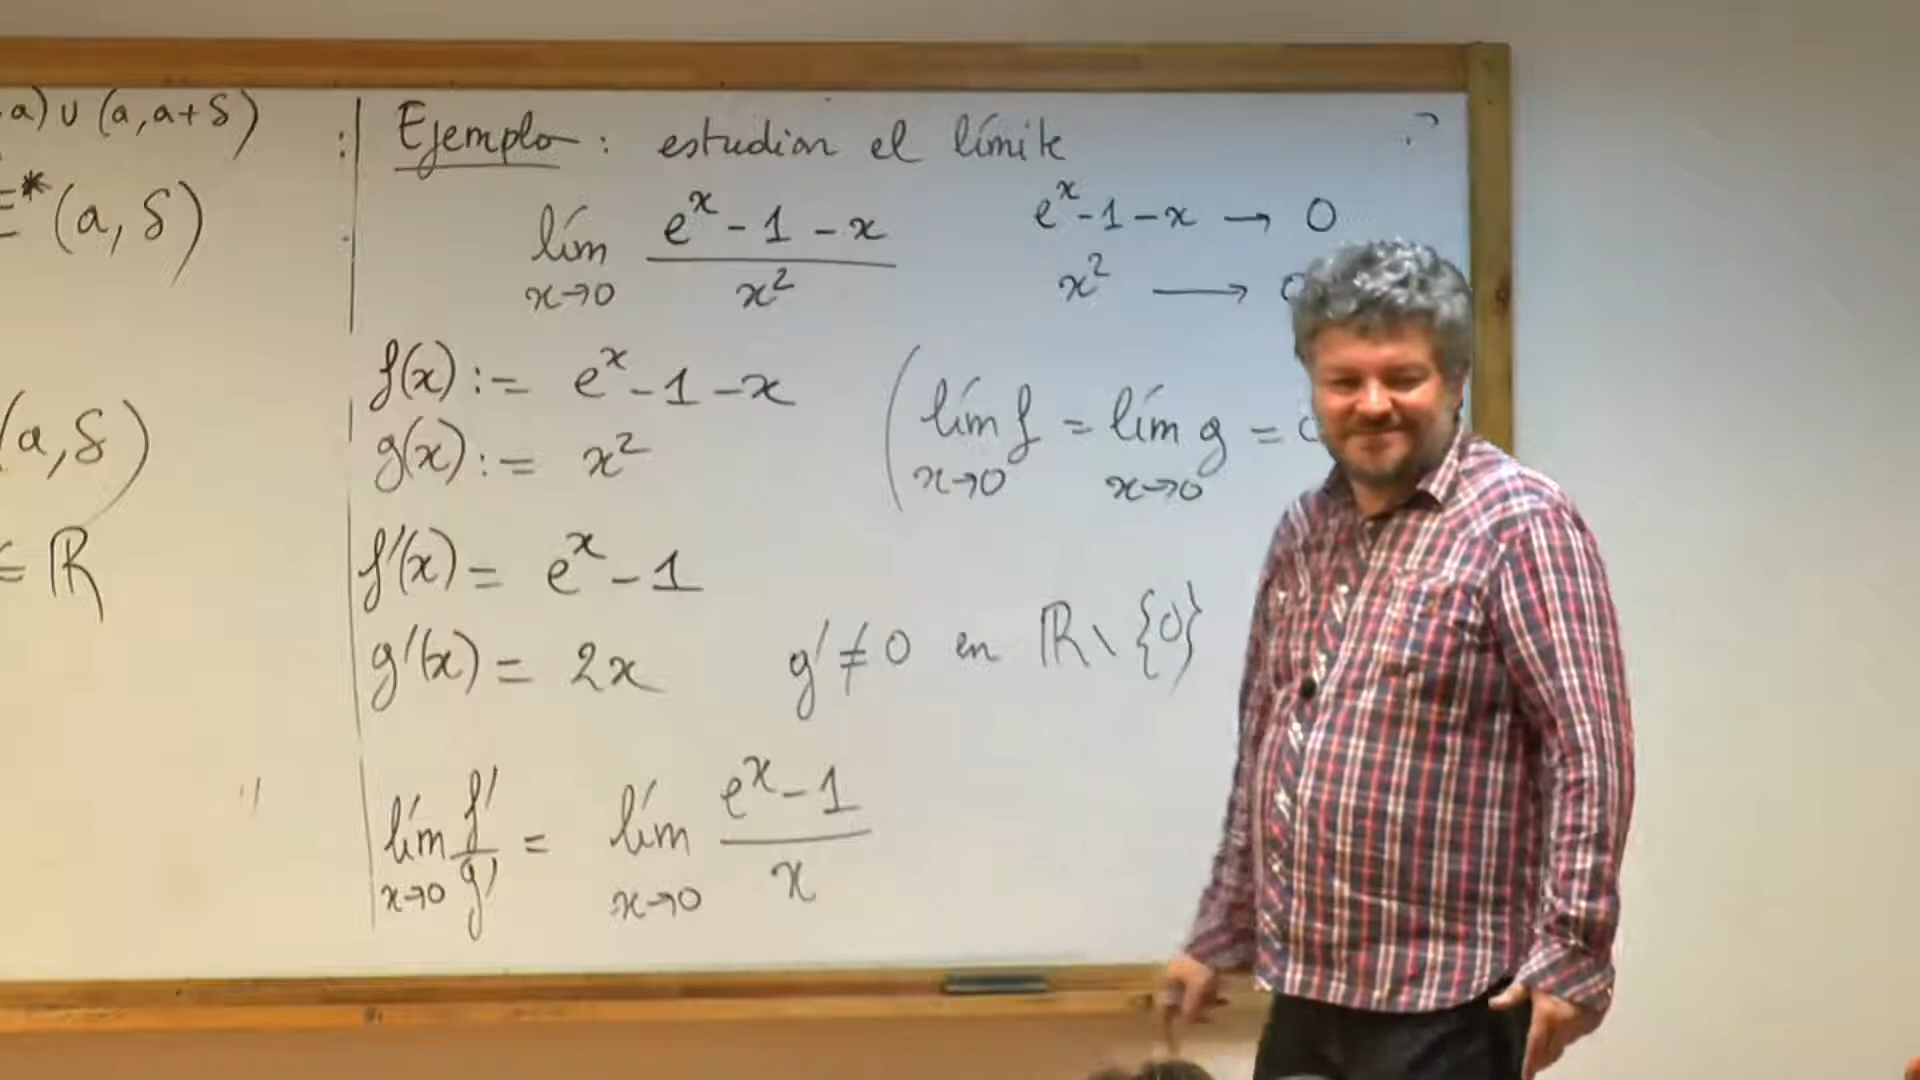 a) ∪ (a, a+δ)
E*(a, δ)
(a, δ)
= ℝ
Ejemplo: estudiar el límite
lím x→0 (e^x - 1 - x)/x²
e^x - 1 - x → 0
x² → 0
f(x) := e^x - 1 - x
g(x) := x²
(lím x→0 f = lím x→0 g = 0
f'(x) = e^x - 1
g'(x) = 2x
g' ≠ 0 en ℝ \ {0}
lím x→0 f'/g' = lím x→0 (e^x - 1)/x